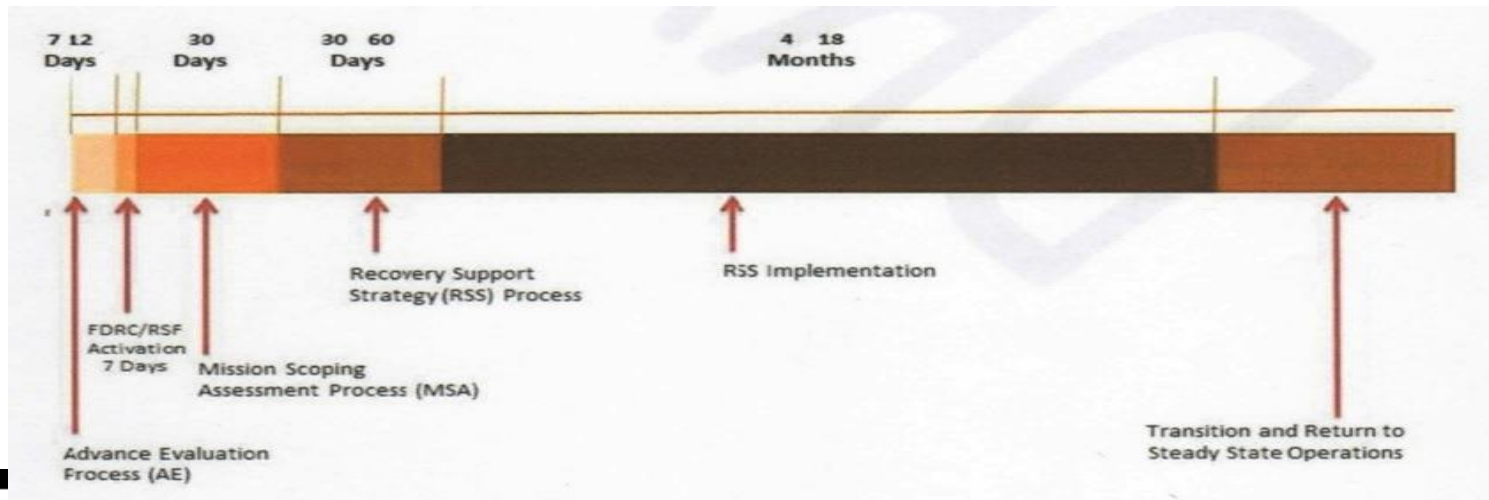 7 12
Days
30
Days
30 60
Days
4 18
Months
Recovery Support
Strategy (RSS) Process
RSS Implementation
FDRC/RSF
Activation
7 Days
Mission Scoping
Assessment Process (MSA)
Advance Evaluation
Process (AE)
Transition and Return to
Steady State Operations